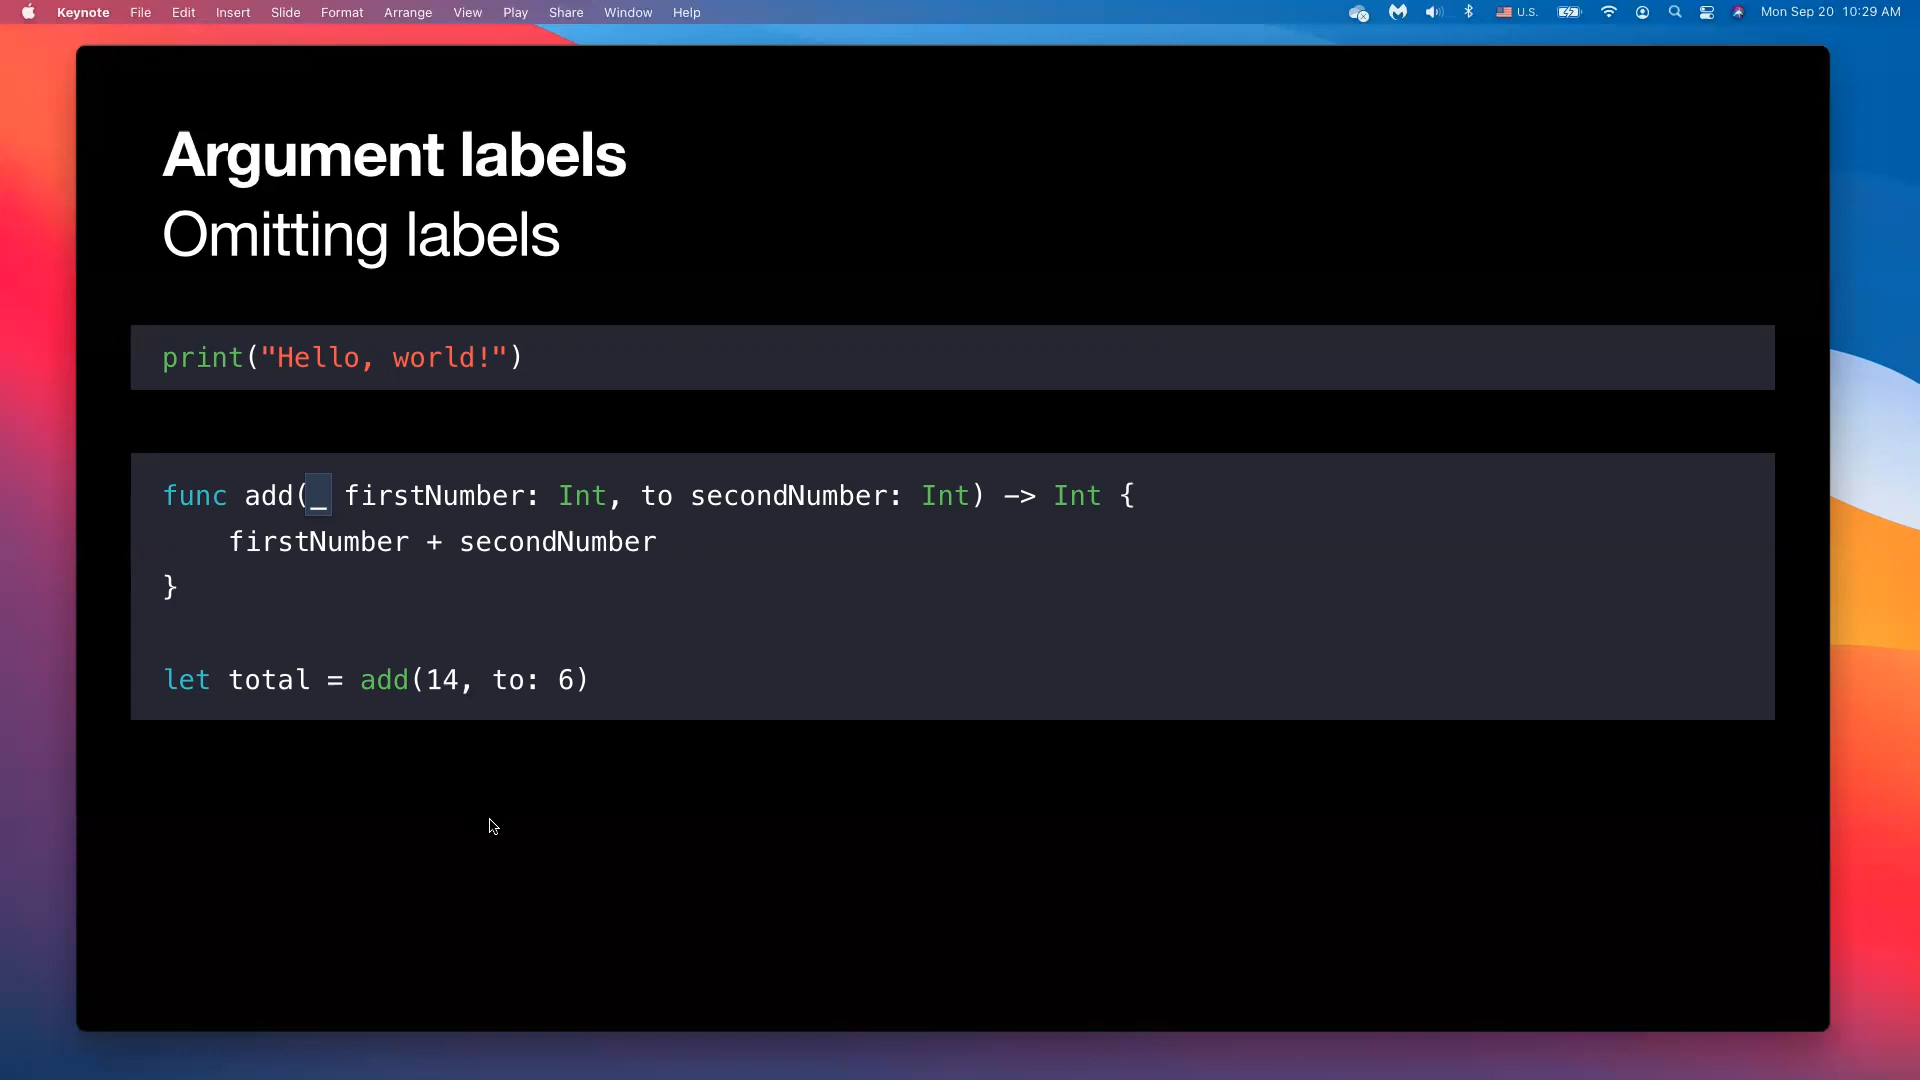 Keynote File Edit Insert Slide Format Arrange View Play Share Window Help U.S. Mon Sep 20 10:29 AM
Argument labels
Omitting labels
print("Hello, world!")
func add(_ firstNumber: Int, to secondNumber: Int) -> Int {
    firstNumber + secondNumber
}
let total = add(14, to: 6)